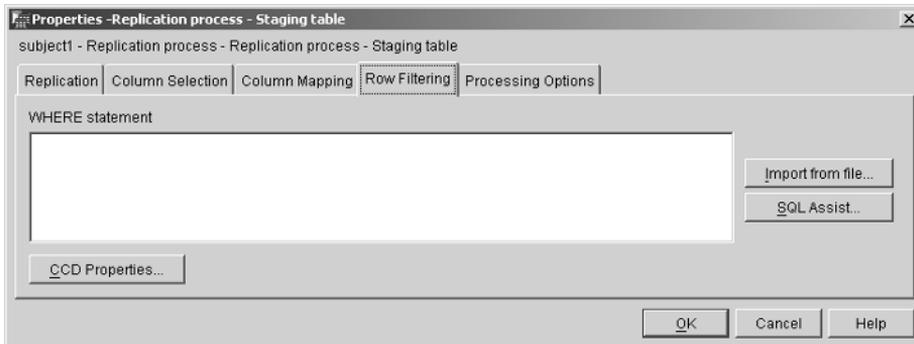 Properties -Replication process - Staging table
subject1 - Replication process - Replication process - Staging table
Replication Column Selection Column Mapping Row Filtering Processing Options
WHERE statement
Import from file...
SQL Assist...
CCD Properties...
OK Cancel Help